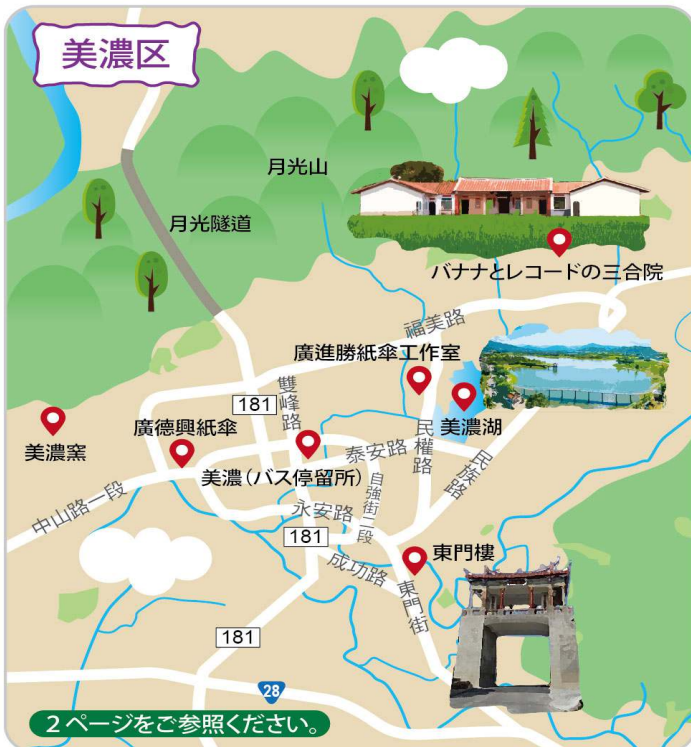 美濃区
月光山
月光隧道
バナナとレコードの三合院
福美路
廣進勝紙傘工作室
雙峰路
181
民權路
美濃湖
廣德興紙傘
美濃窯
泰安路
民族路
美濃（バス停留所）
自強街二段
中山路一段
永安路
181
成功路
東門樓
東門街
181
28
2ページをご参照ください。